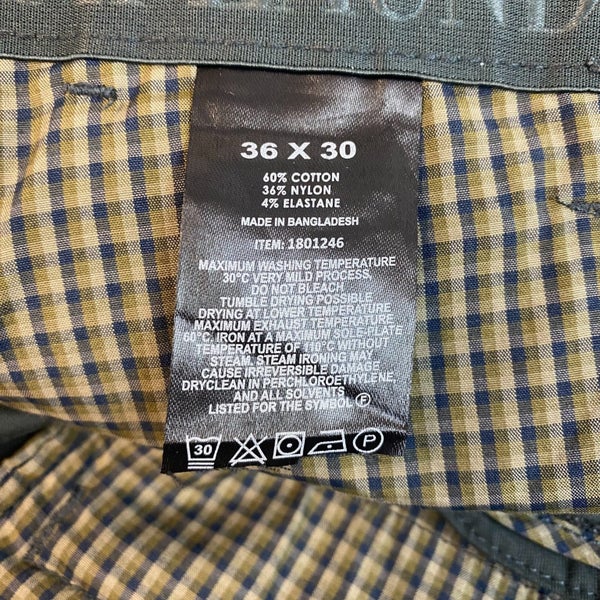 36 X 30
60% COTTON
36% NYLON
4% ELASTANE
MADE IN BANGLADESH
ITEM: 1801246
MAXIMUM WASHING TEMPERATURE
30°C VERY MILD PROCESS,
DO NOT BLEACH
TUMBLE DRYING POSSIBLE
DRYING AT LOWER TEMPERATURE
MAXIMUM EXHAUST TEMPERATURE
60°C. IRON AT A MAXIMUM SOLE-PLATE
TEMPERATURE OF 110°C WITHOUT
STEAM, STEAM IRONING MAY
CAUSE IRREVERSIBLE DAMAGE,
DRYCLEAN IN PERCHLOROETHYLENE,
AND ALL SOLVENTS
LISTED FOR THE SYMBOL F
30 P